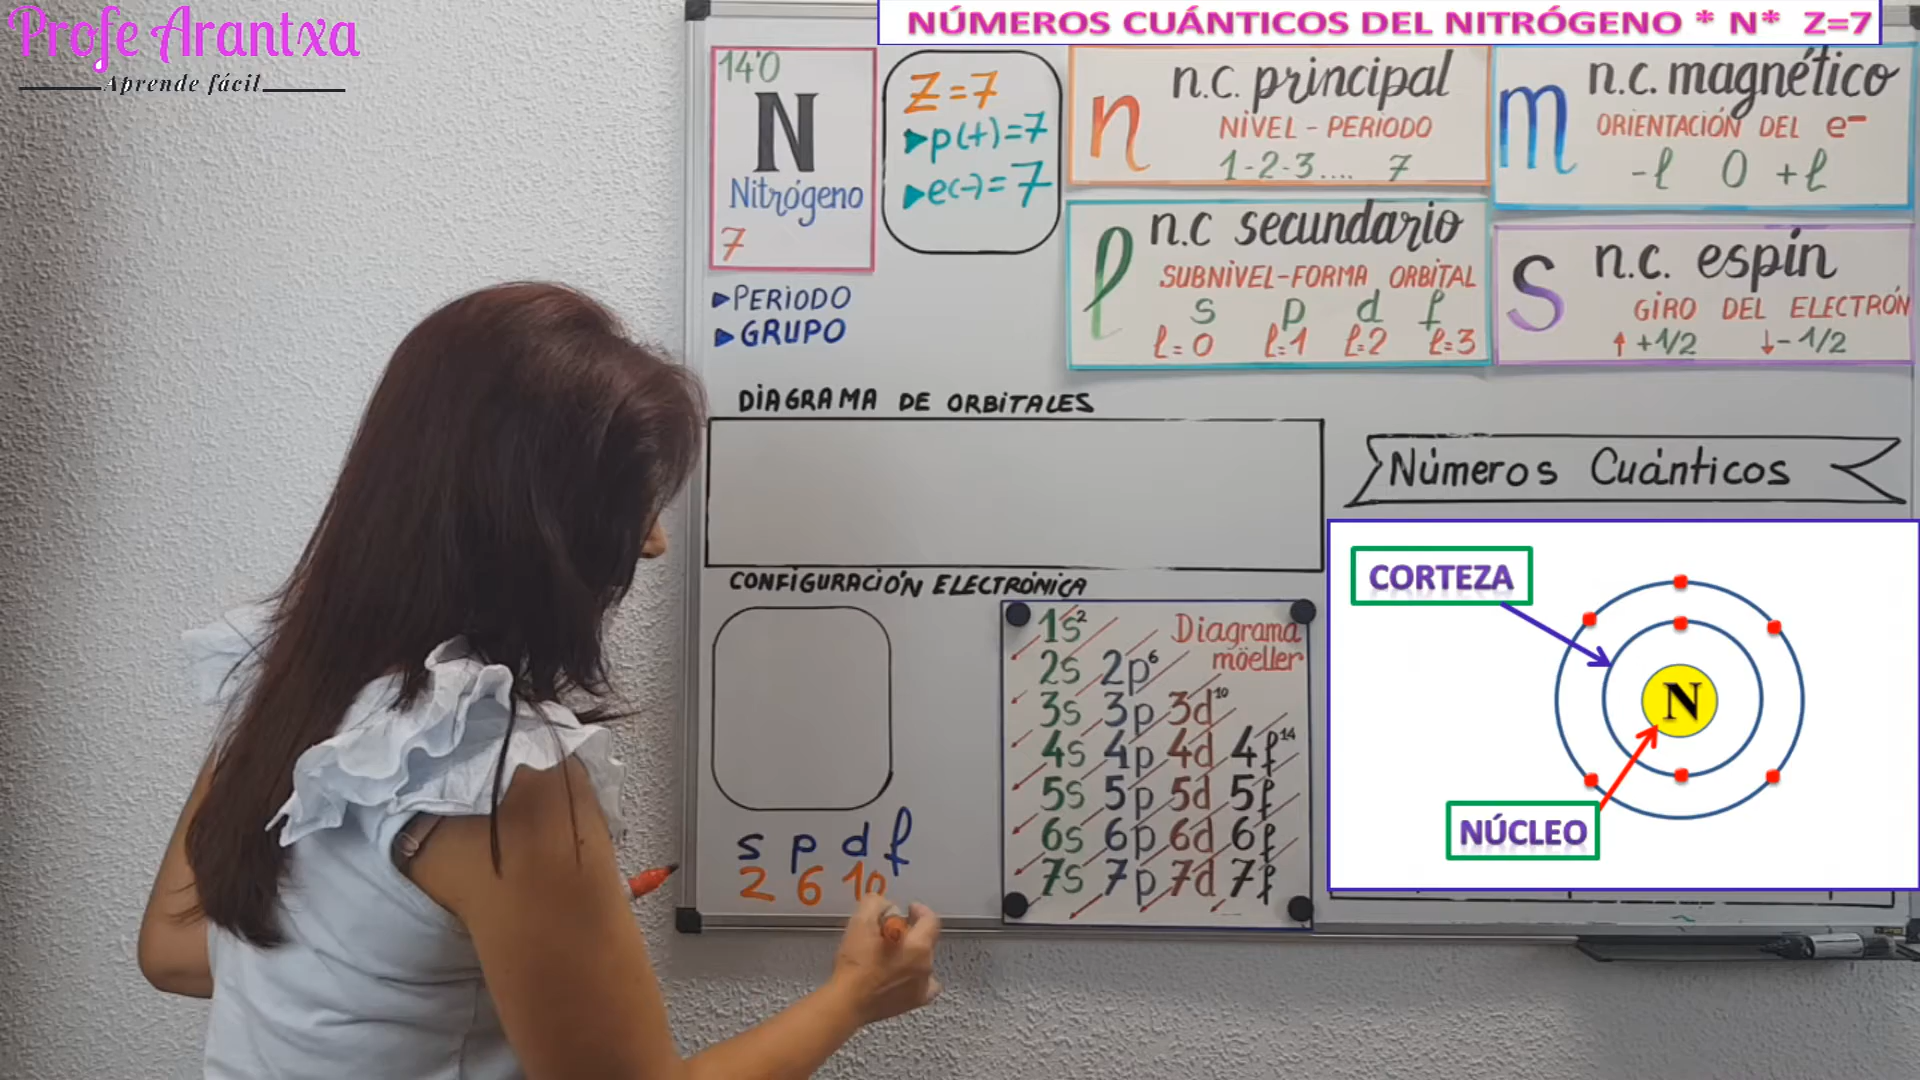 Profe Arantxa
Aprende fácil
NÚMEROS CUÁNTICOS DEL NITRÓGENO * N* Z=7
14'0
N
Nitrógeno
7
Z=7
p(+)=7
e(-)=7
n
n.c. principal
NIVEL - PERIODO
1-2-3.... 7
m
n.c. magnético
ORIENTACIÓN DEL e⁻
-l 0 +l
l
n.c secundario
SUBNIVEL-FORMA ORBITAL
s p d f
l=0 l=1 l=2 l=3
s
n.c. espín
GIRO DEL ELECTRÓN
↑+1/2 ↓-1/2
PERIODO
GRUPO
DIAGRAMA DE ORBITALES
Números Cuánticos
CONFIGURACIÓN ELECTRÓNICA
s p d f
2 6 10
Diagrama
möeller
1s²
2s 2p⁶
3s 3p 3d¹⁰
4s 4p 4d 4f¹⁴
5s 5p 5d 5f
6s 6p 6d 6f
7s 7p 7d 7f
CORTEZA
N
NÚCLEO